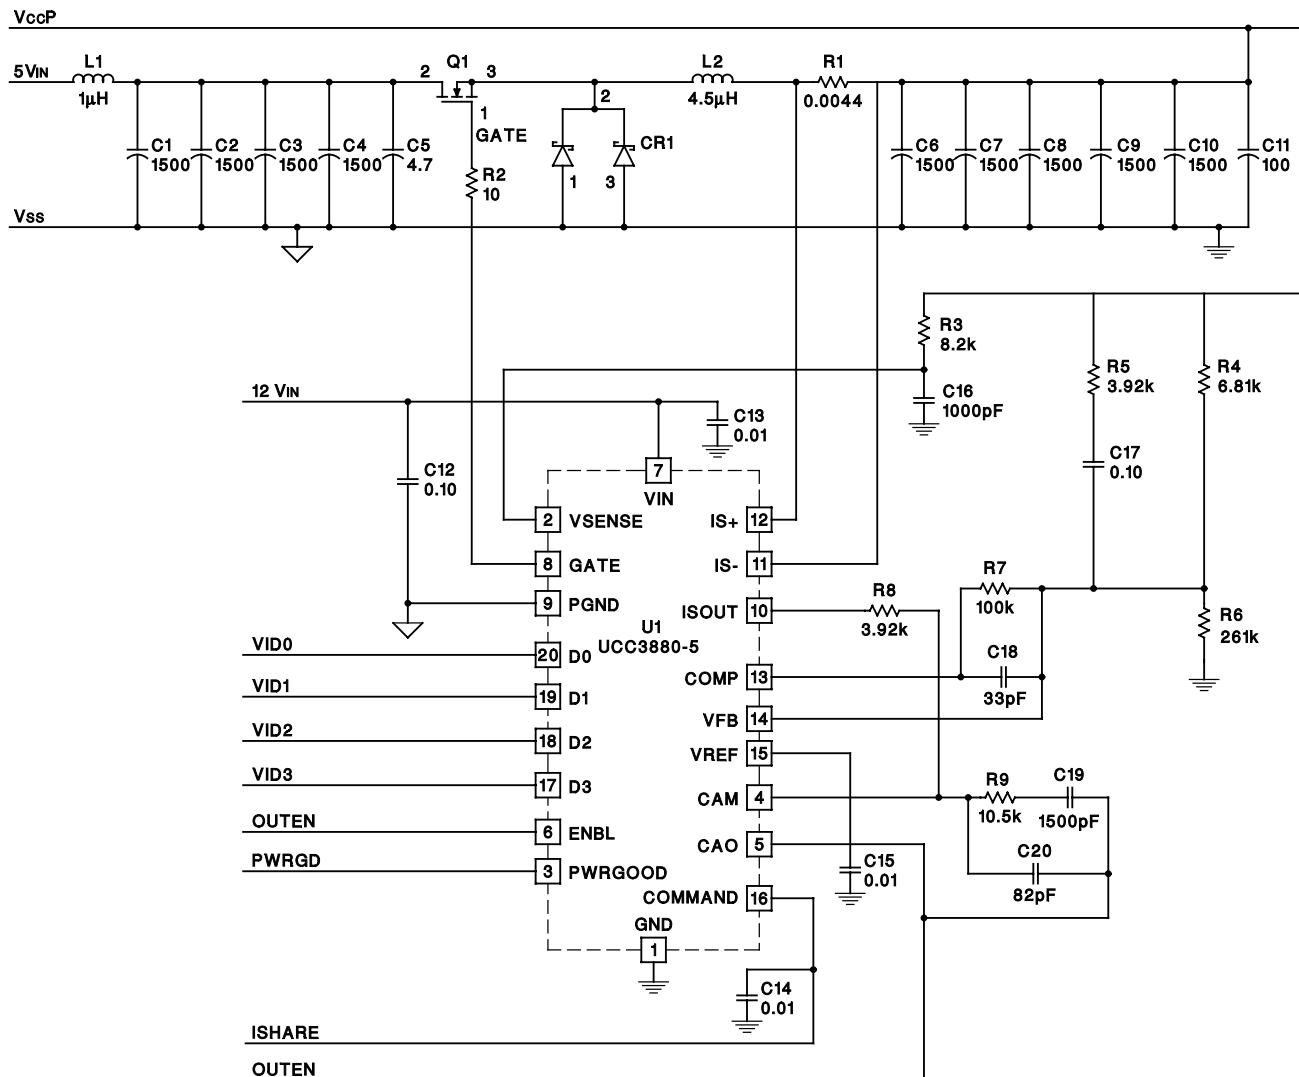 VCCP
5VIN
L1
1µH
2
Q1
3
1
GATE
R2
10
2
CR1
1
3
L2
4.5µH
R1
0.0044
C1
1500
C2
1500
C3
1500
C4
1500
C5
4.7
C6
1500
C7
1500
C8
1500
C9
1500
C10
1500
C11
100
VSS
R3
8.2k
R5
3.92k
R4
6.81k
12 VIN
C13
0.01
C16
1000pF
C12
0.10
C17
0.10
7
VIN
2 VSENSE
IS+ 12
8 GATE
IS- 11
9 PGND
ISOUT 10
R8
3.92k
R7
100k
R6
261k
U1
UCC3880-5
VID0
20 D0
COMP 13
C18
33pF
VID1
19 D1
VFB 14
VID2
18 D2
VREF 15
VID3
17 D3
CAM 4
R9
10.5k
C19
1500pF
OUTEN
6 ENBL
CAO 5
C20
82pF
PWRGD
3 PWRGOOD
C15
0.01
COMMAND 16
GND
1
C14
0.01
ISHARE
OUTEN